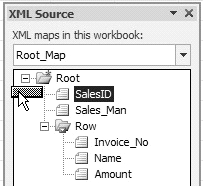 XML Source
XML maps in this workbook:
Root_Map
Root
SalesID
Sales_Man
Row
Invoice_No
Name
Amount